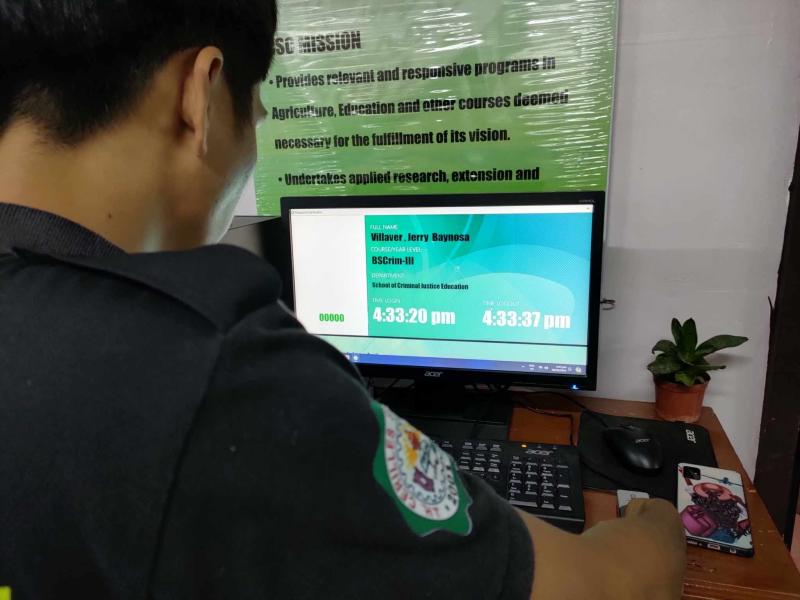 BSC MISSION
• Provides relevant and responsive programs in
Agriculture, Education and other courses deemed
necessary for the fulfillment of its vision.
• Undertakes applied research, extension and
FULL NAME
Villaver , Jerry Baynosa
COURSE/YEAR LEVEL:
BSCrim-III
DEPARTMENT
School of Criminal Justice Education
TIME LOGIN
TIME LOGOUT
00000
4:33:20 pm
4:33:37 pm
acer
acer
acer